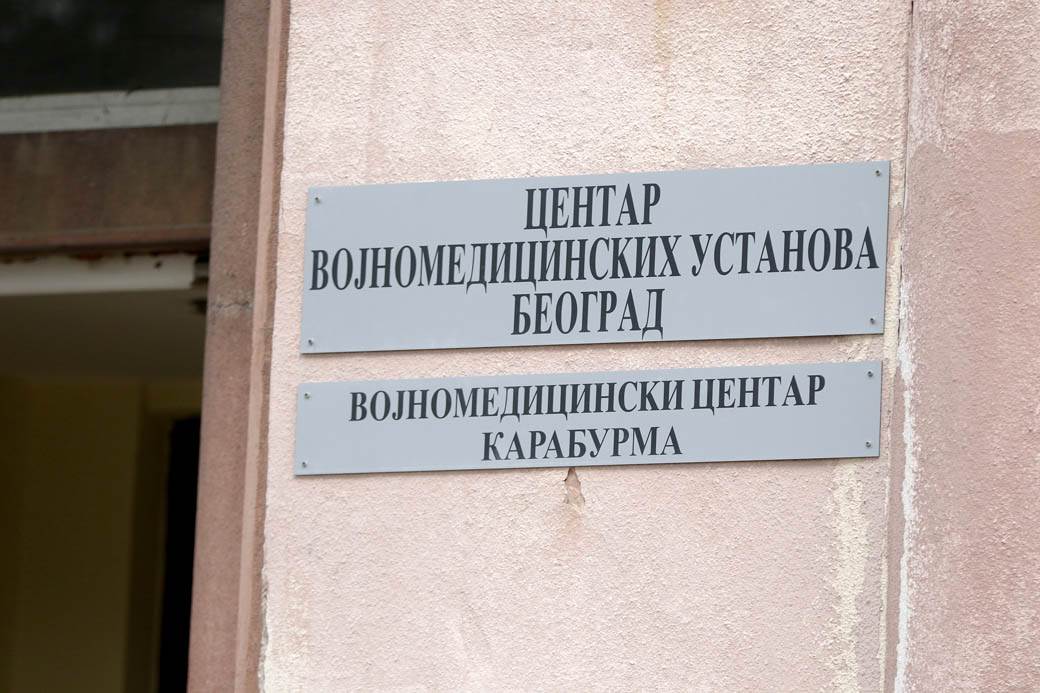 ЦЕНТАР
ВОЈНОМЕДИЦИНСКИХ УСТАНОВА
БЕОГРАД
ВОЈНОМЕДИЦИНСКИ ЦЕНТАР
КАРАБУРМА